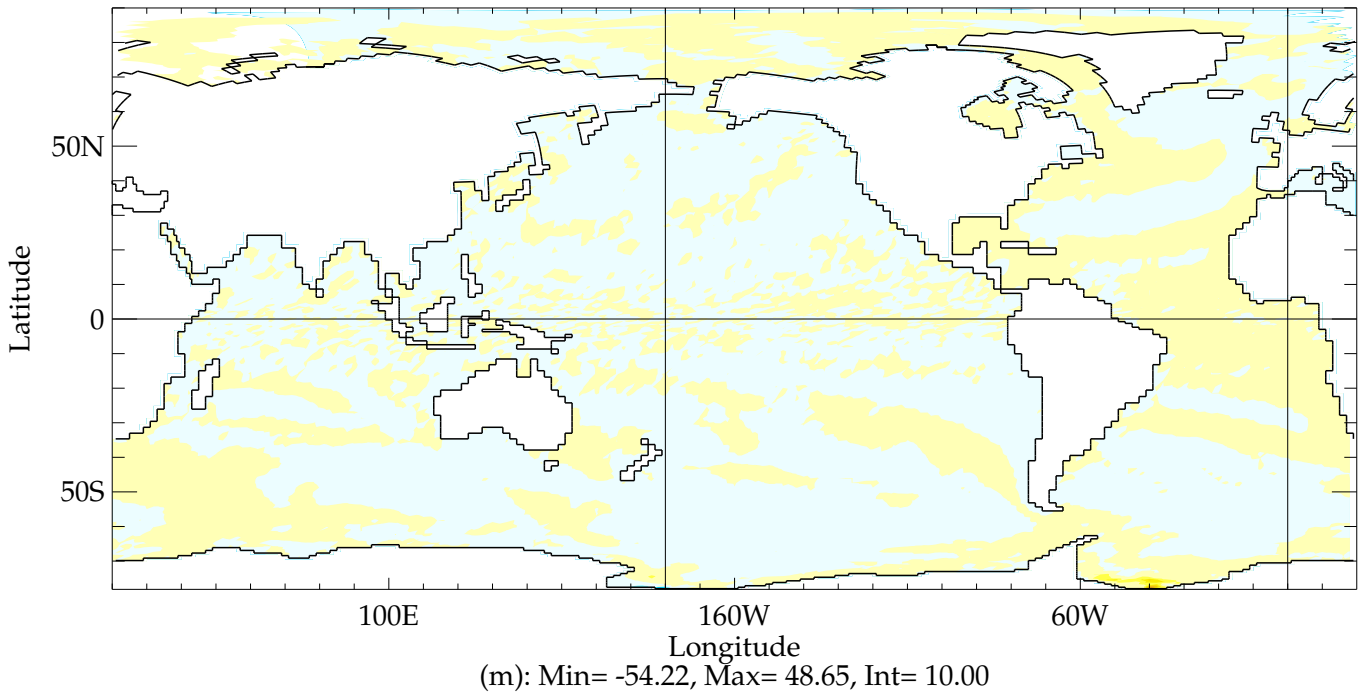 50N
0
50S
Latitude
100E 160W 60W
Longitude
(m): Min= -54.22, Max= 48.65, Int= 10.00